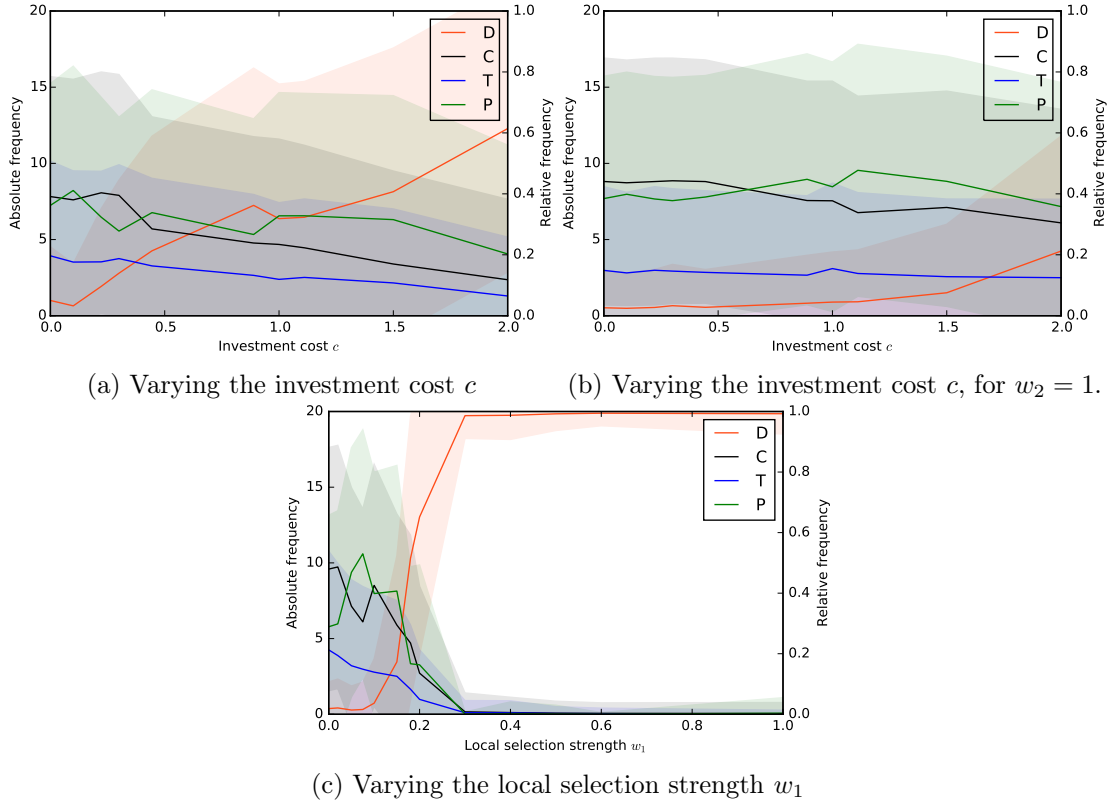 20
15
10
5
0
Absolute frequency
1.0
0.8
0.6
0.4
0.2
0.0
Relative frequency
D
C
T
P
0.0 0.5 1.0 1.5 2.0
Investment cost c
(a) Varying the investment cost c
20
15
10
5
0
Absolute frequency
1.0
0.8
0.6
0.4
0.2
0.0
Relative frequency
D
C
T
P
0.0 0.5 1.0 1.5 2.0
Investment cost c
(b) Varying the investment cost c, for w₂ = 1.
20
15
10
5
0
Absolute frequency
1.0
0.8
0.6
0.4
0.2
0.0
Relative frequency
D
C
T
P
0.0 0.2 0.4 0.6 0.8 1.0
Local selection strength w₁
(c) Varying the local selection strength w₁